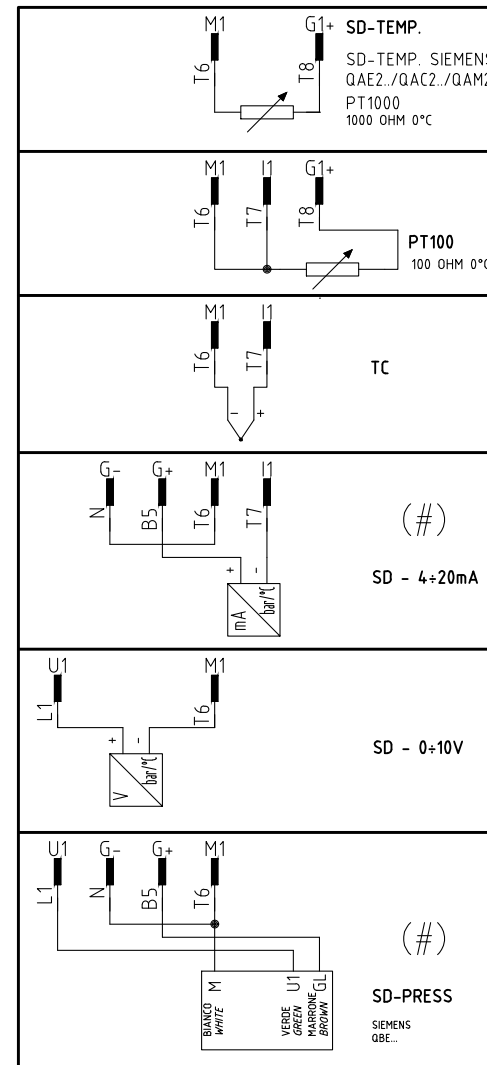 M1 G1+ SD-TEMP.
T6 T8
SD-TEMP. SIEMENS
QAE2../QAC2../QAM2
PT1000
1000 OHM 0°C
M1 I1 G1+
T6 T7 T8
PT100
100 OHM 0°C
M1 I1
T6 T7
TC
- +
G- G+ M1 I1
N B5 T6 T7
(#)
+ -
mA bar/°C
SD - 4÷20mA
U1 M1
L1 T6
+ -
V bar/°C
SD - 0÷10V
U1 G- G+ M1
L1 N B5 T6
(#)
M U1 GL
BIANCO
WHITE
VERDE
GREEN
MARRONE
BROWN
SD-PRESS
SIEMENS
QBE...